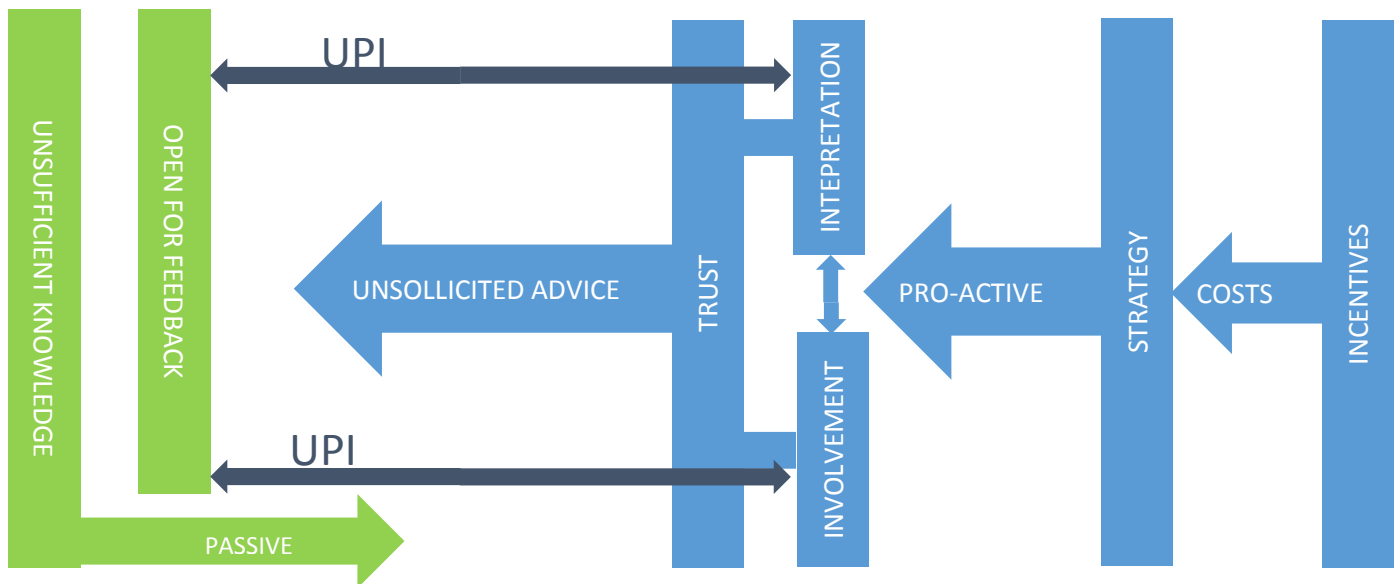 UNSUFFICIENT KNOWLEDGE
OPEN FOR FEEDBACK
UPI
UPI
UNSOLLICITED ADVICE
PASSIVE
TRUST
INTEPRETATION
INVOLVEMENT
PRO-ACTIVE
STRATEGY
COSTS
INCENTIVES